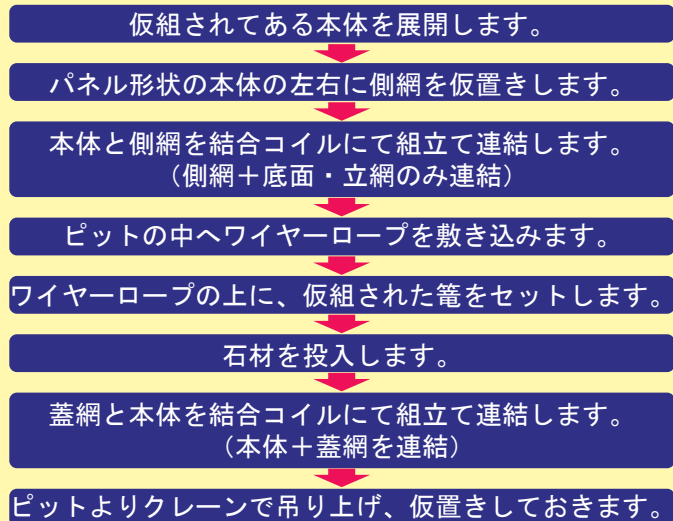 仮組されてある本体を展開します。
パネル形状の本体の左右に側網を仮置きします。
本体と側網を結合コイルにて組立て連結します。
（側網＋底面・立網のみ連結）
ピットの中へワイヤーロープを敷き込みます。
ワイヤーロープの上に、仮組された篭をセットします。
石材を投入します。
蓋網と本体を結合コイルにて組立て連結します。
（本体＋蓋網を連結）
ピットよりクレーンで吊り上げ、仮置きしておきます。